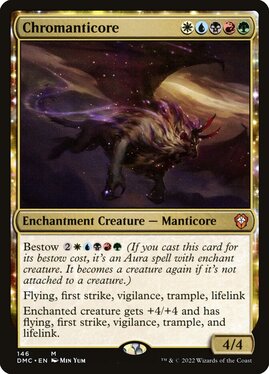 Chromanticore
Enchantment Creature — Manticore
Bestow 2 (If you cast this card for
its bestow cost, it's an Aura spell with enchant
creature. It becomes a creature again if it's not
attached to a creature.)
Flying, first strike, vigilance, trample, lifelink
Enchanted creature gets +4/+4 and has
flying, first strike, vigilance, trample, and
lifelink.
4/4
146 M
DMC • EN Min Yum
™ & © 2022 Wizards of the Coast